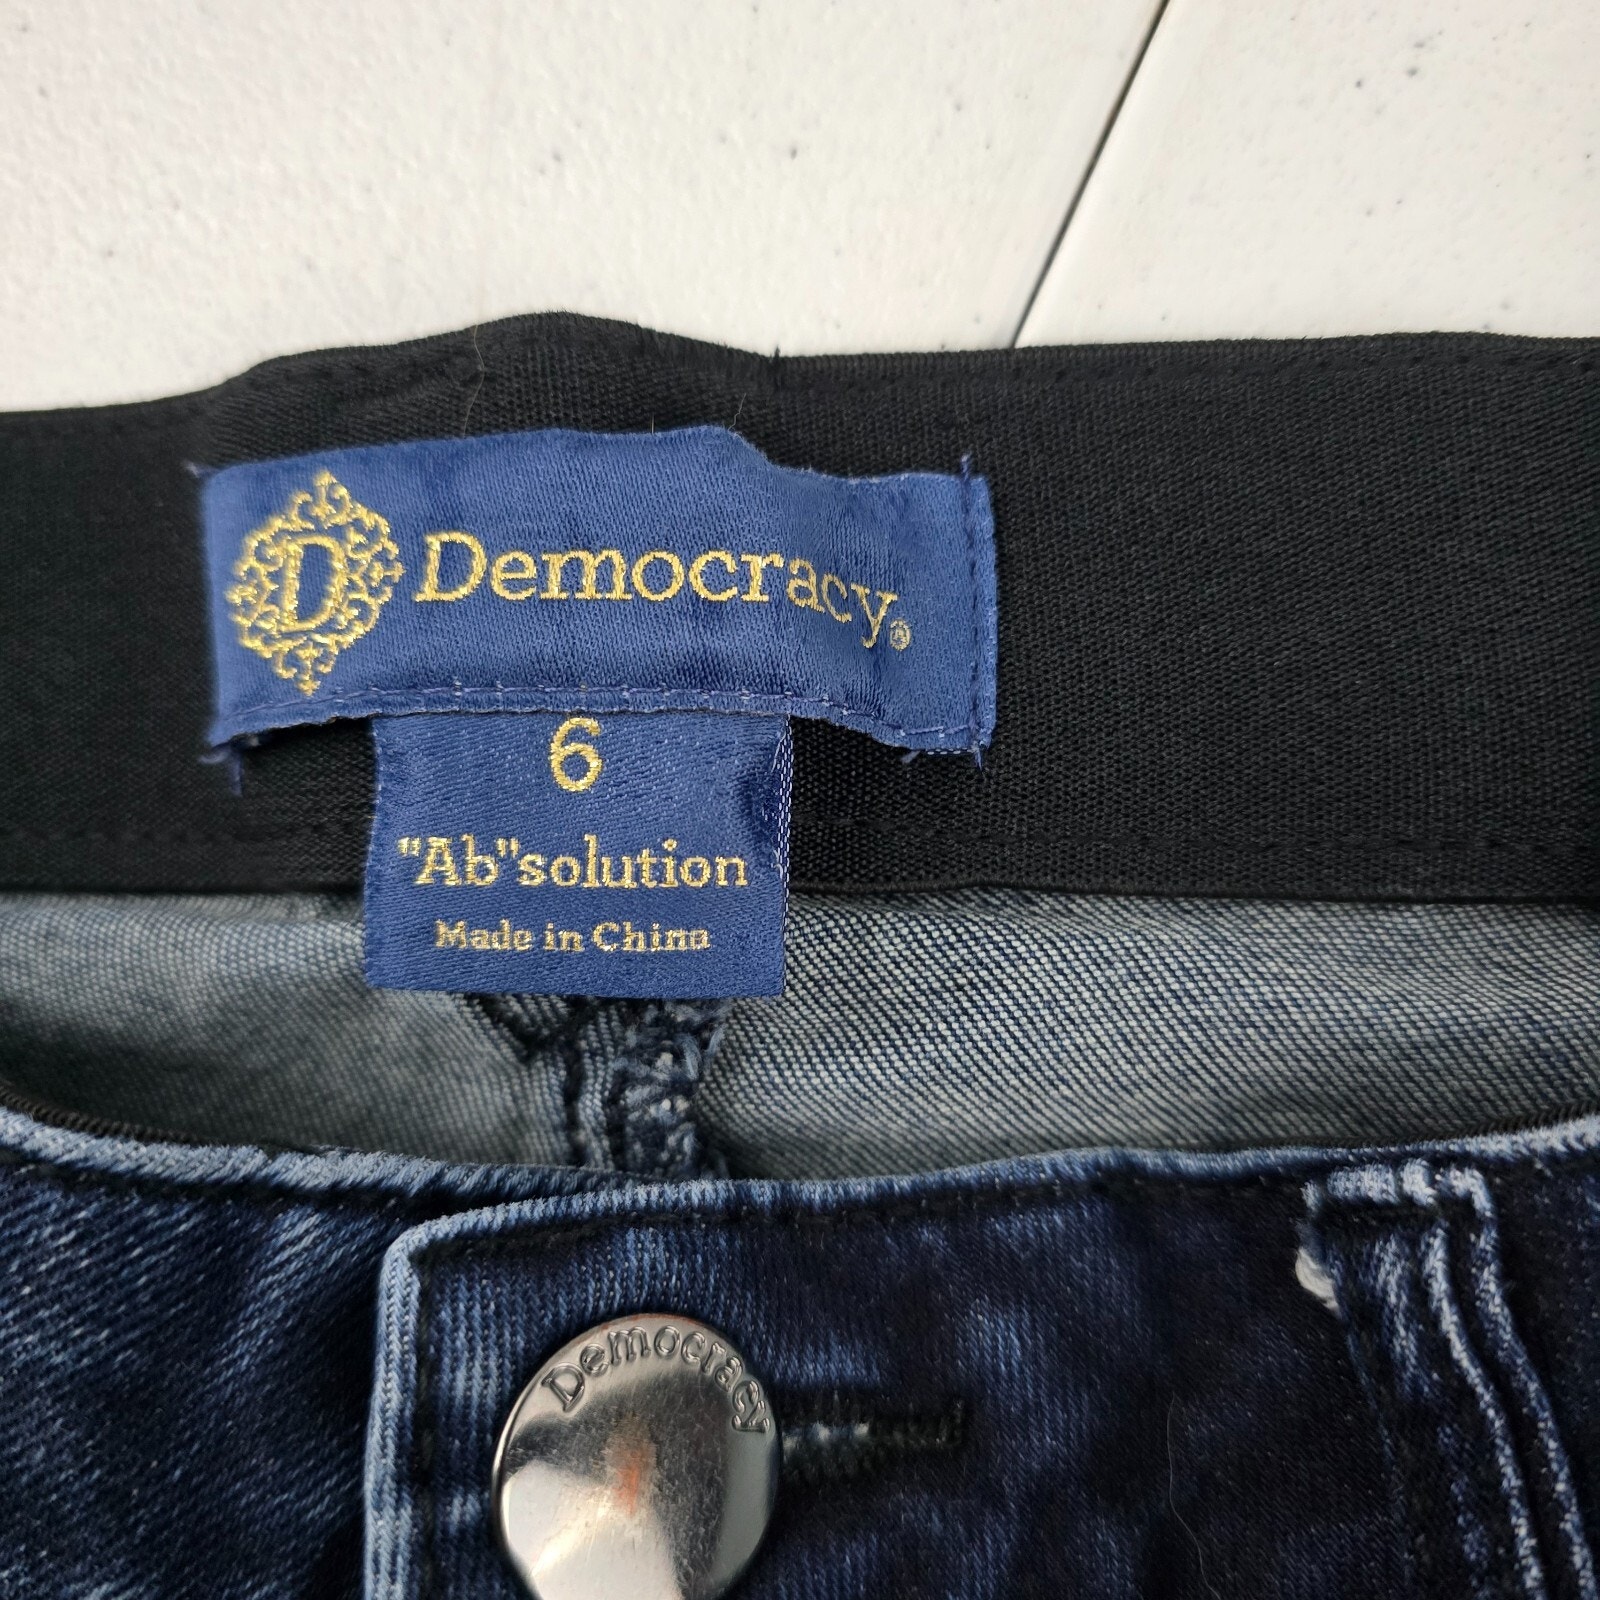 D
Democracy®
6
"Ab"solution
Made in China
Democracy